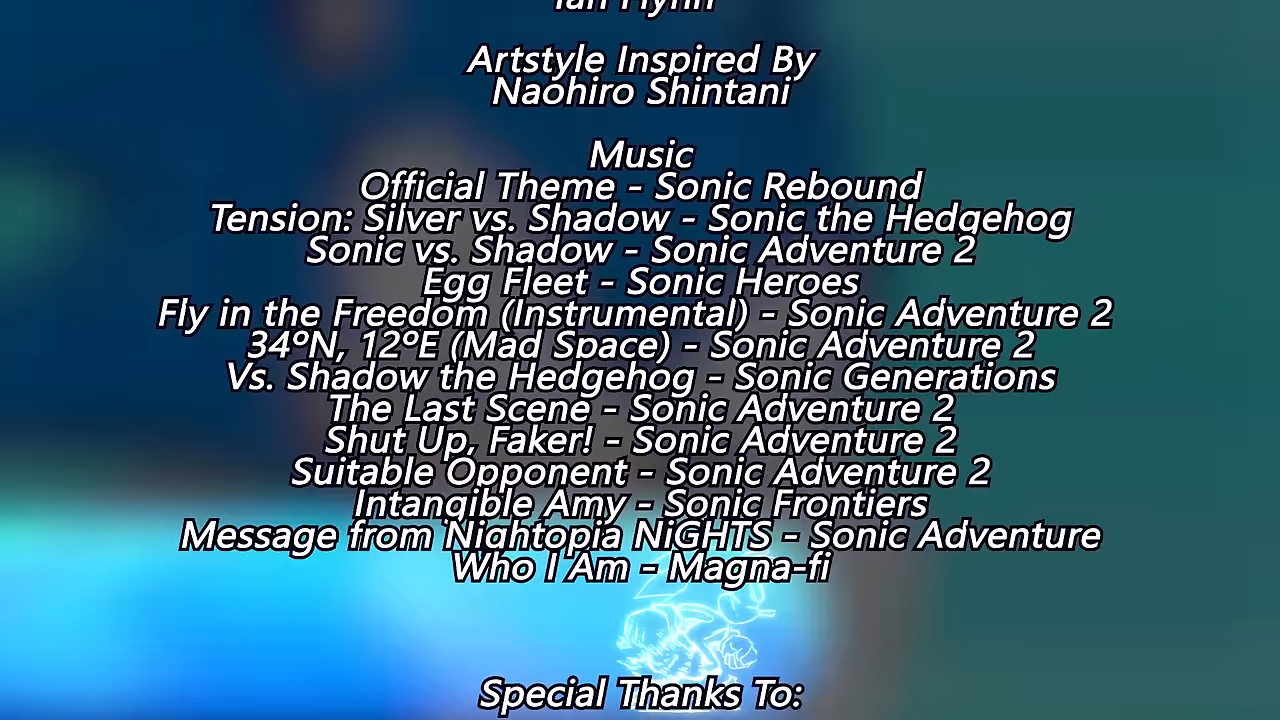 Ian Flynn
Artstyle Inspired By
Naohiro Shintani
Music
Official Theme - Sonic Rebound
Tension: Silver vs. Shadow - Sonic the Hedgehog
Sonic vs. Shadow - Sonic Adventure 2
Egg Fleet - Sonic Heroes
Fly in the Freedom (Instrumental) - Sonic Adventure 2
34ºN, 12ºE (Mad Space) - Sonic Adventure 2
Vs. Shadow the Hedgehog - Sonic Generations
The Last Scene - Sonic Adventure 2
Shut Up, Faker! - Sonic Adventure 2
Suitable Opponent - Sonic Adventure 2
Intangible Amy - Sonic Frontiers
Message from Nightopia NiGHTS - Sonic Adventure
Who I Am - Magna-fi
Special Thanks To: